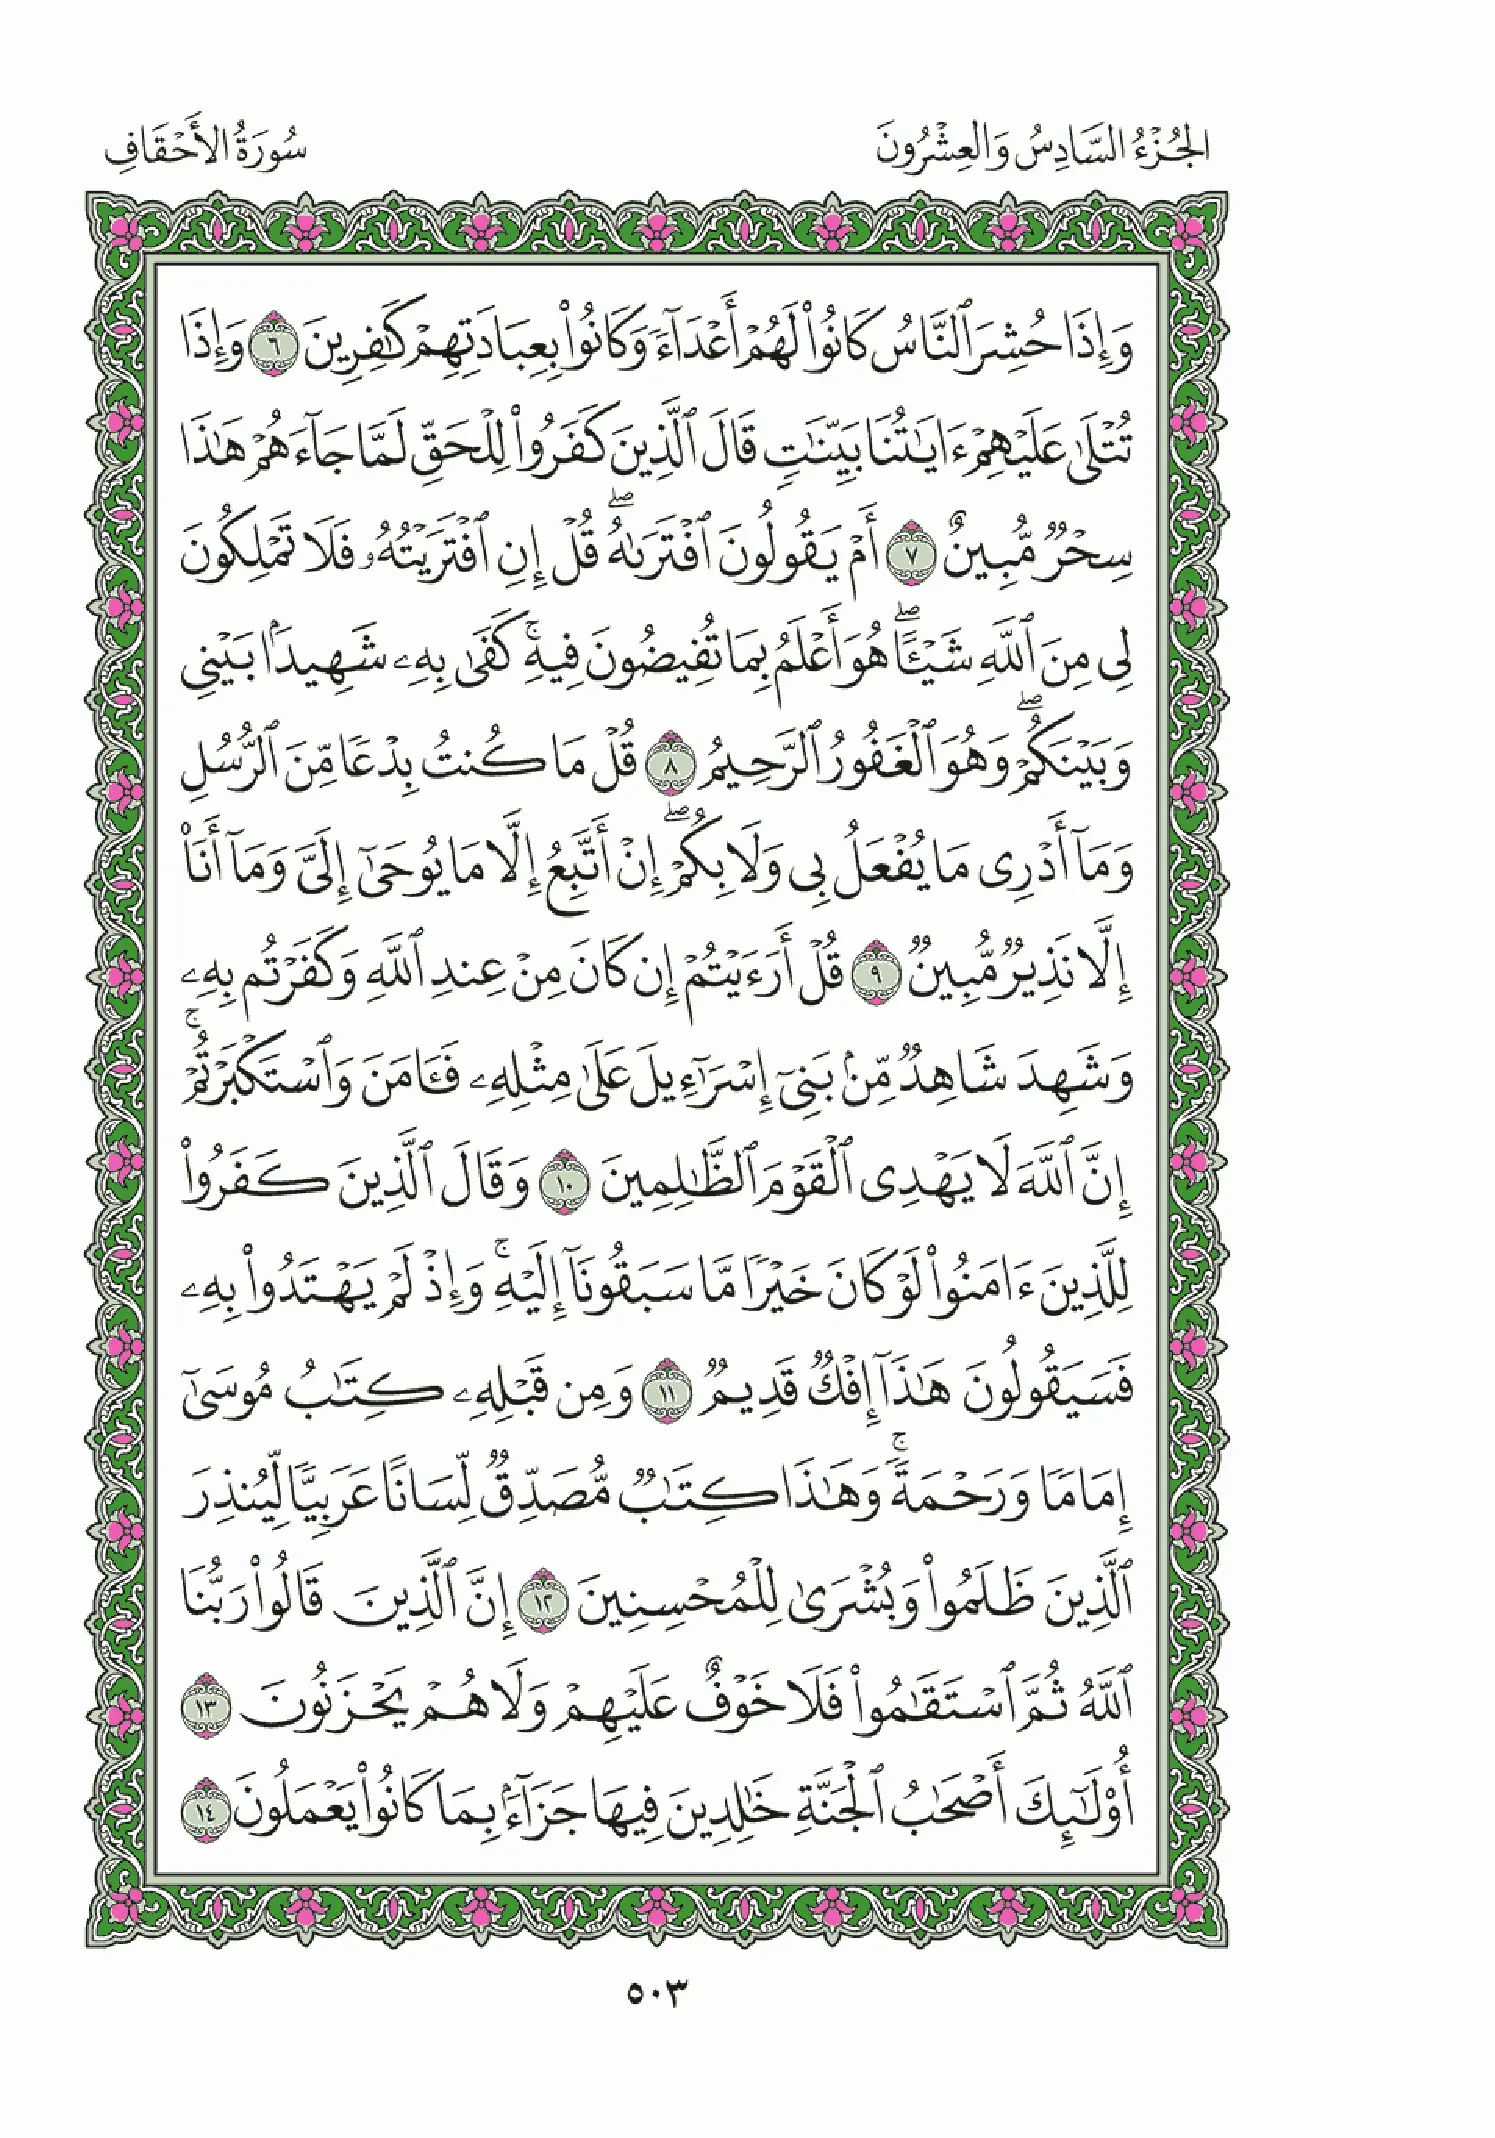 الجُزْءُ السَّادِسُ وَالعِشْرُونَ
سُورَةُ الأَحْقَافِ
وَإِذَا حُشِرَ ٱلنَّاسُ كَانُوا۟ لَهُمْ أَعْدَآءً وَكَانُوا۟ بِعِبَادَتِهِمْ كَٰفِرِينَ ٦ وَإِذَا
تُتْلَىٰ عَلَيْهِمْ ءَايَٰتُنَا بَيِّنَٰتٍ قَالَ ٱلَّذِينَ كَفَرُوا۟ لِلْحَقِّ لَمَّا جَآءَهُمْ هَٰذَا
سِحْرٌ مُّبِينٌ ٧ أَمْ يَقُولُونَ ٱفْتَرَىٰهُ ۖ قُلْ إِنِ ٱفْتَرَيْتُهُۥ فَلَا تَمْلِكُونَ
لِى مِنَ ٱللَّهِ شَيْـًٔا ۖ هُوَ أَعْلَمُ بِمَا تُفِيضُونَ فِيهِ ۚ كَفَىٰ بِهِۦ شَهِيدًۢا بَيْنِى
وَبَيْنَكُمْ ۖ وَهُوَ ٱلْغَفُورُ ٱلرَّحِيمُ ٨ قُلْ مَا كُنتُ بِدْعًا مِّنَ ٱلرُّسُلِ
وَمَآ أَدْرِى مَا يُفْعَلُ بِى وَلَا بِكُمْ ۖ إِنْ أَتَّبِعُ إِلَّا مَا يُوحَىٰٓ إِلَىَّ وَمَآ أَنَا۠
إِلَّا نَذِيرٌ مُّبِينٌ ٩ قُلْ أَرَءَيْتُمْ إِن كَانَ مِنْ عِندِ ٱللَّهِ وَكَفَرْتُم بِهِۦ
وَشَهِدَ شَاهِدٌ مِّنۢ بَنِىٓ إِسْرَٰٓءِيلَ عَلَىٰ مِثْلِهِۦ فَـَٔامَنَ وَٱسْتَكْبَرْتُمْ ۚ
إِنَّ ٱللَّهَ لَا يَهْدِى ٱلْقَوْمَ ٱلظَّٰلِمِينَ ١٠ وَقَالَ ٱلَّذِينَ كَفَرُوا۟
لِلَّذِينَ ءَامَنُوا۟ لَوْ كَانَ خَيْرًا مَّا سَبَقُونَآ إِلَيْهِ ۚ وَإِذْ لَمْ يَهْتَدُوا۟ بِهِۦ
فَسَيَقُولُونَ هَٰذَآ إِفْكٌ قَدِيمٌ ١١ وَمِن قَبْلِهِۦ كِتَٰبُ مُوسَىٰٓ
إِمَامًا وَرَحْمَةً ۚ وَهَٰذَا كِتَٰبٌ مُّصَدِّقٌ لِّسَانًا عَرَبِيًّا لِّيُنذِرَ
ٱلَّذِينَ ظَلَمُوا۟ وَبُشْرَىٰ لِلْمُحْسِنِينَ ١٢ إِنَّ ٱلَّذِينَ قَالُوا۟ رَبُّنَا
ٱللَّهُ ثُمَّ ٱسْتَقَٰمُوا۟ فَلَا خَوْفٌ عَلَيْهِمْ وَلَا هُمْ يَحْزَنُونَ ١٣
أُو۟لَٰٓئِكَ أَصْحَٰبُ ٱلْجَنَّةِ خَٰلِدِينَ فِيهَا جَزَآءًۢ بِمَا كَانُوا۟ يَعْمَلُونَ ١٤
٥٠٣